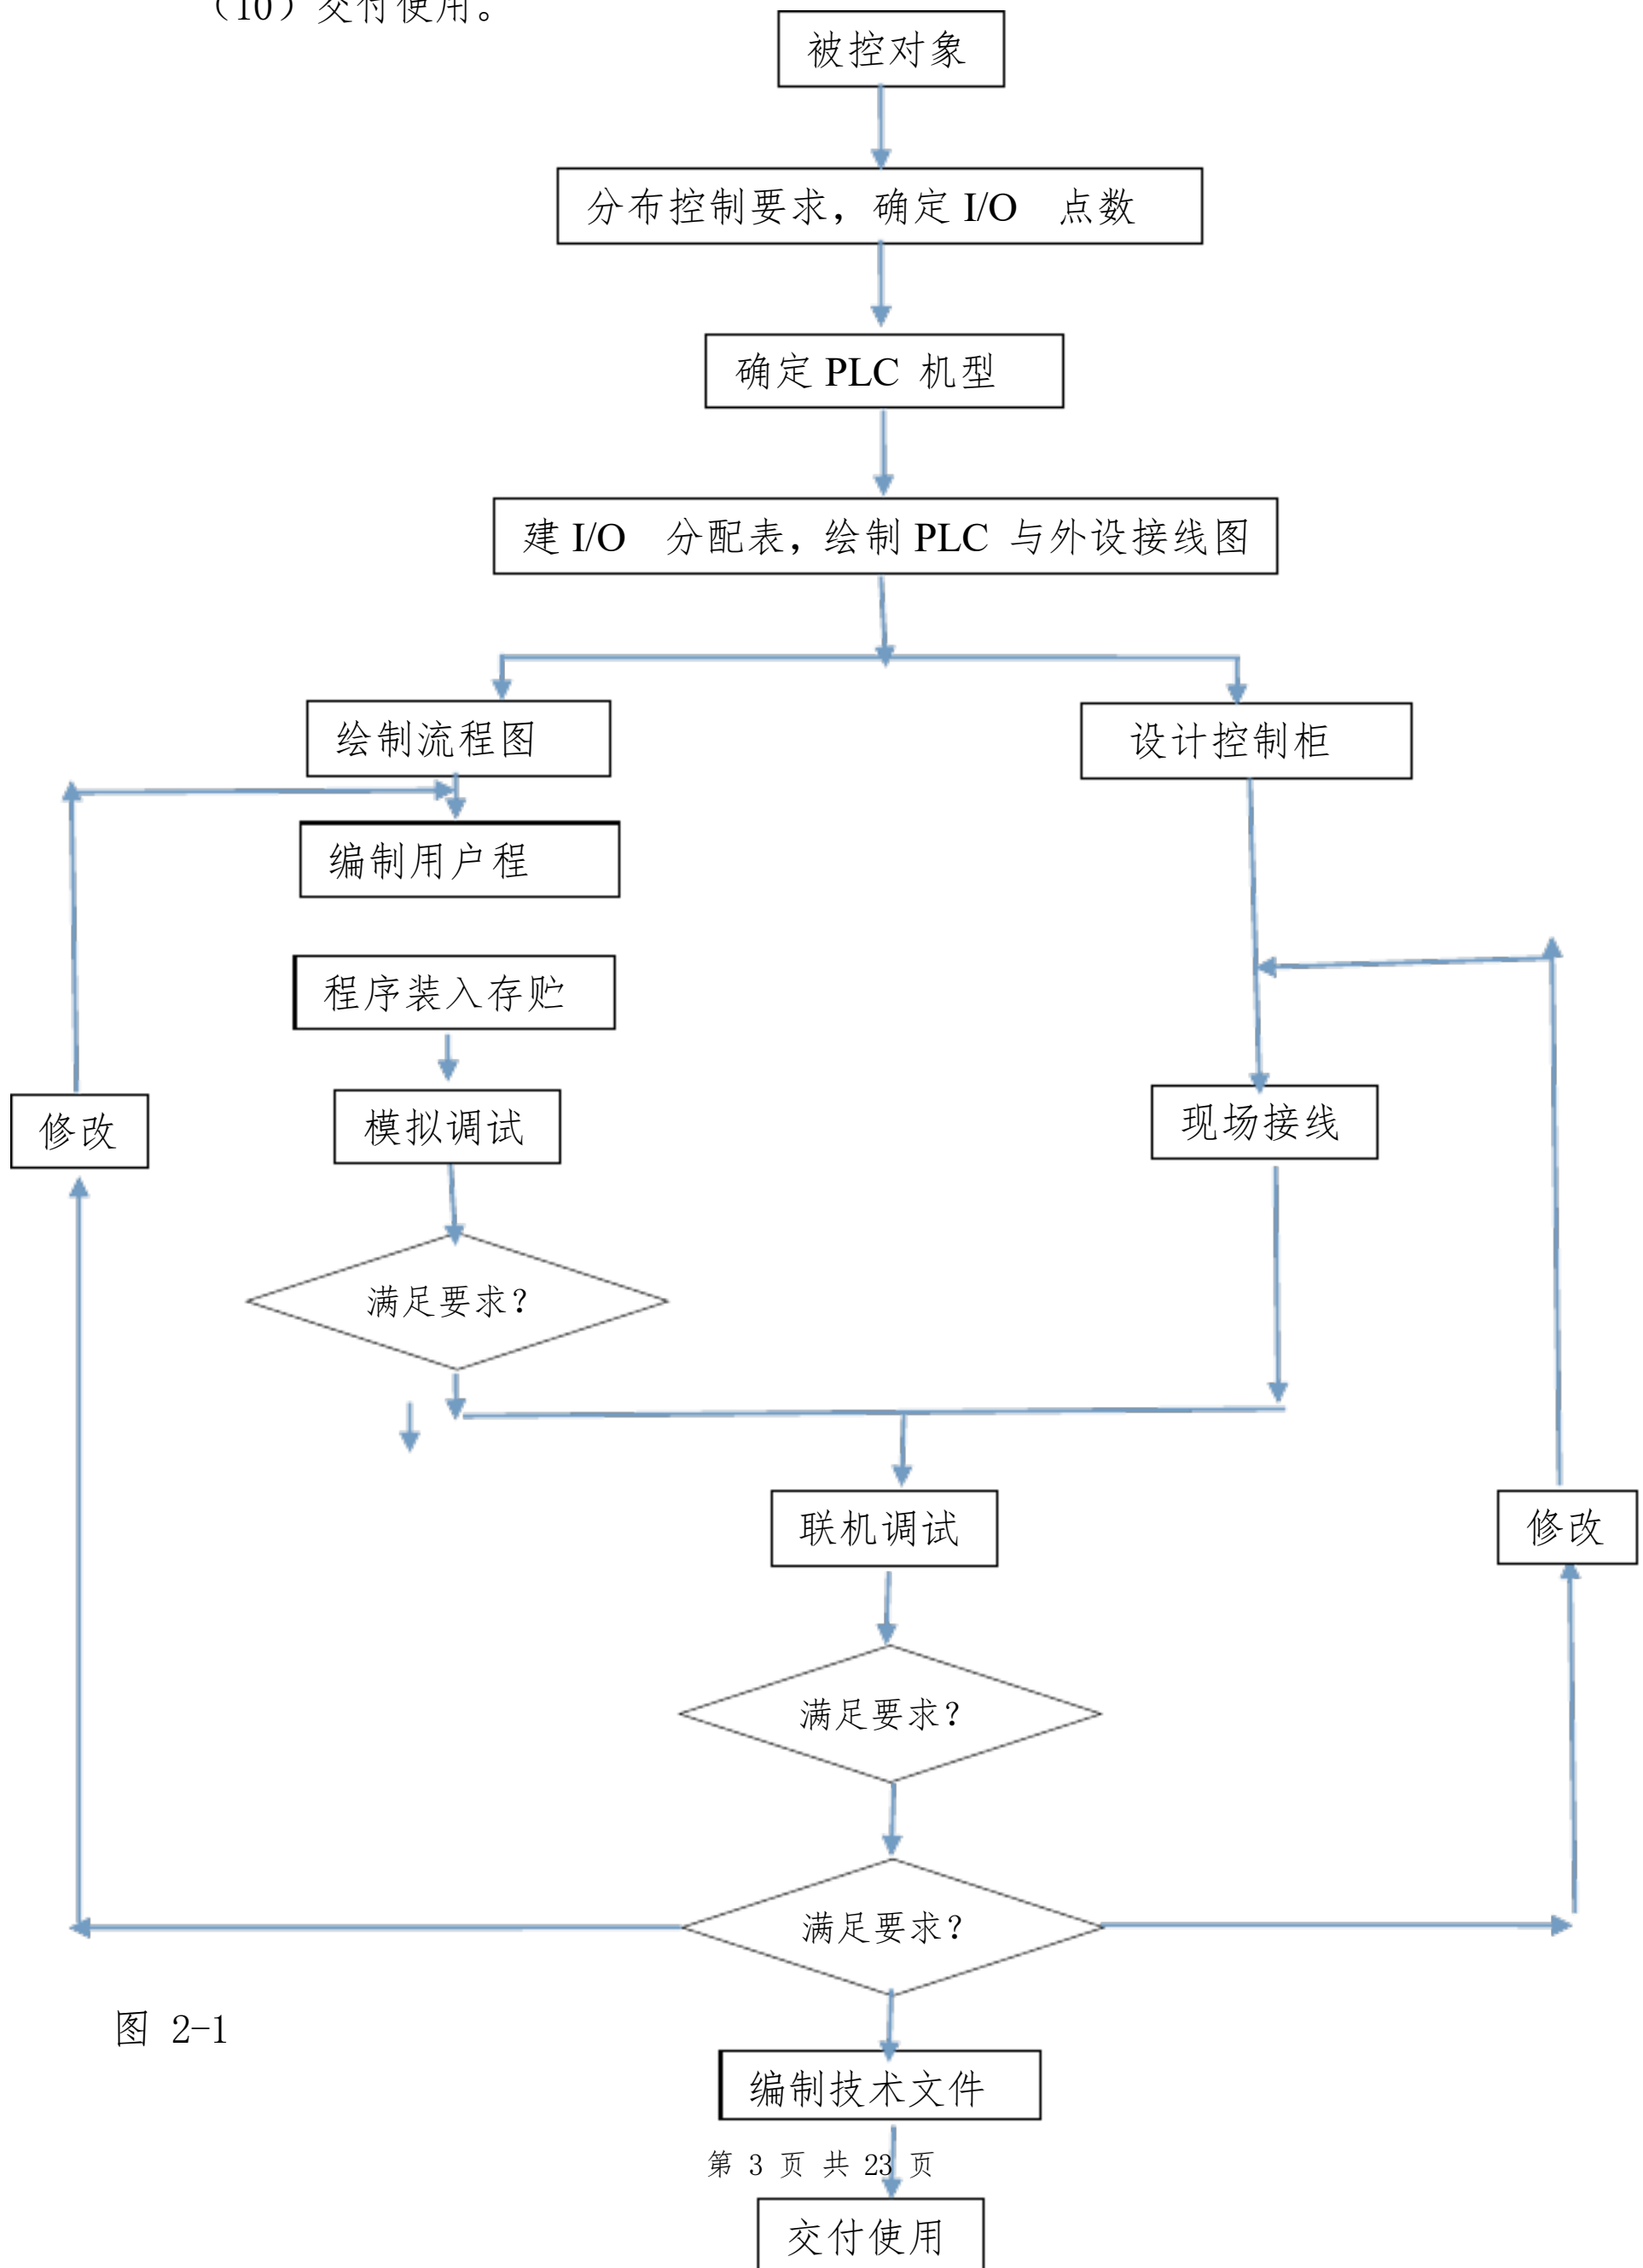 （10）交付使用。
被控对象
分布控制要求，确定 I/O 点数
确定 PLC 机型
建 I/O 分配表，绘制 PLC 与外设接线图
绘制流程图
设计控制柜
编制用户程
程序装入存贮
修改
模拟调试
现场接线
满足要求？
联机调试
修改
满足要求？
满足要求？
图 2-1
编制技术文件
第 3 页 共 23 页
交付使用